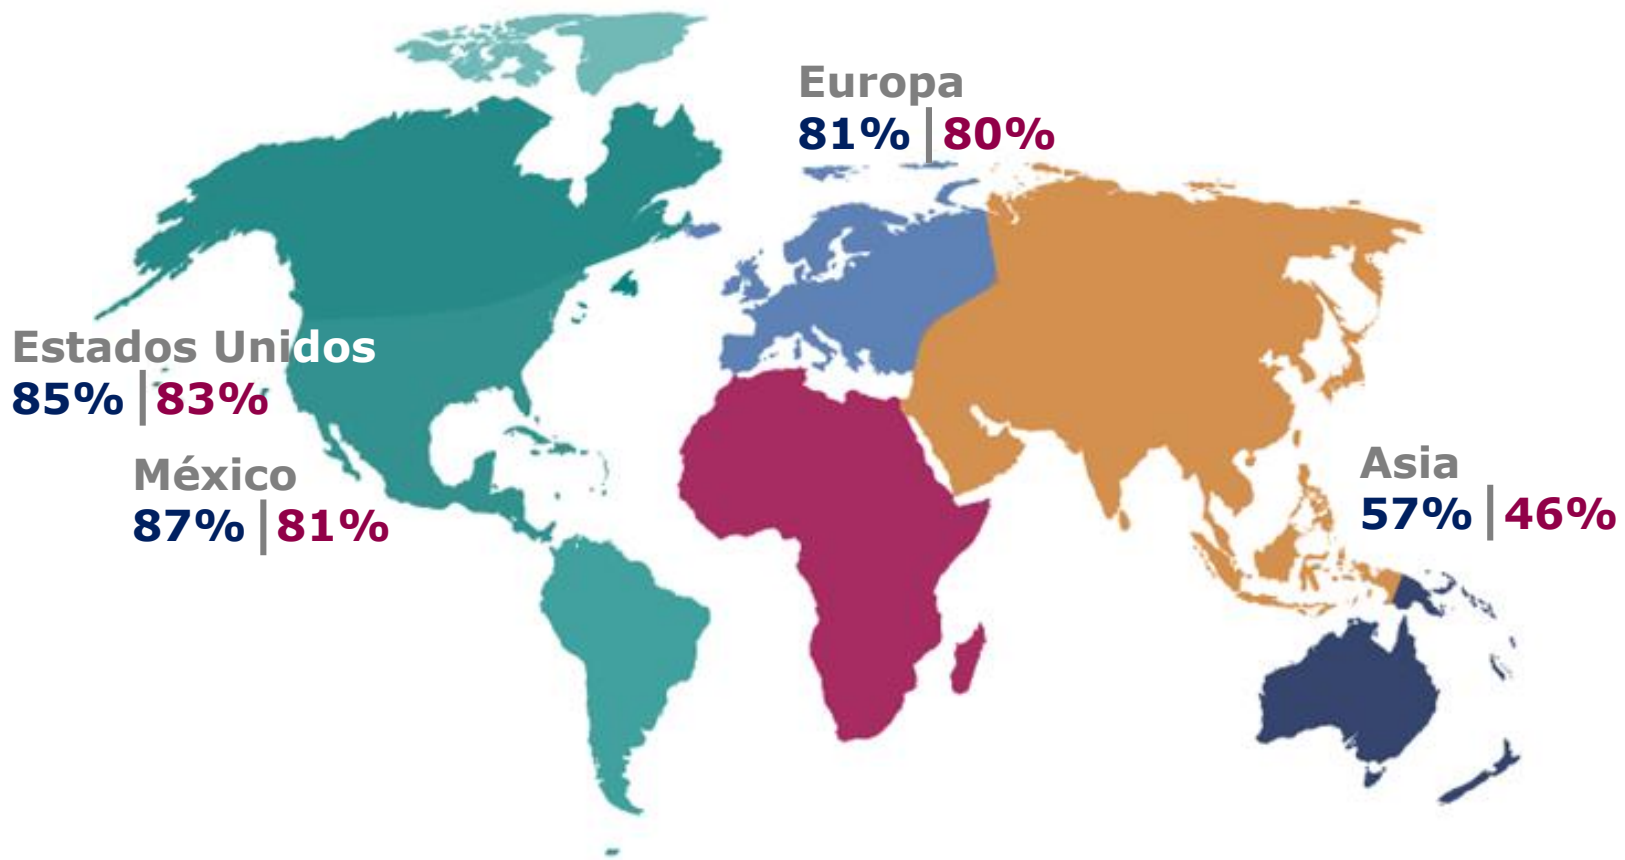 Europa
81% | 80%
Estados Unidos
85% | 83%
México
87% | 81%
Asia
57% | 46%